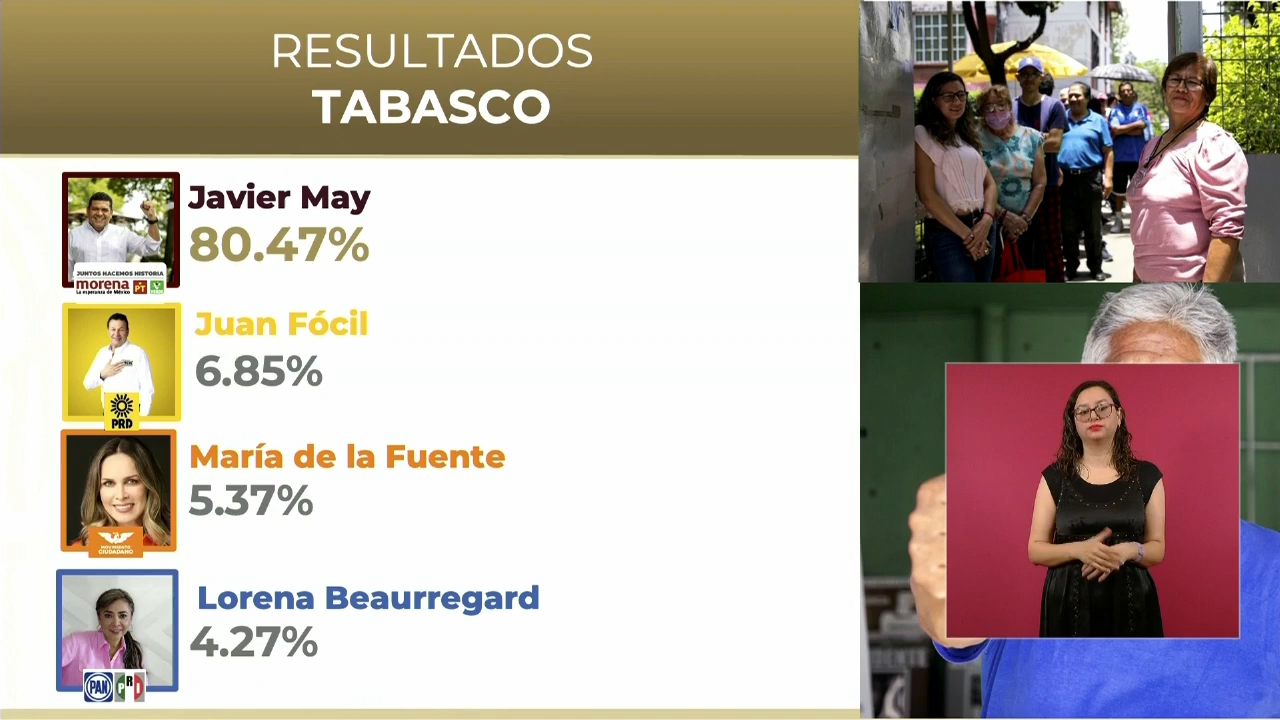 RESULTADOS
TABASCO
Javier May
80.47%
JUNTOS HACEMOS HISTORIA
morena PT VERDE
La esperanza de México
Juan Fócil
6.85%
PRD
María de la Fuente
5.37%
MOVIMIENTO
CIUDADANO
Lorena Beaurregard
4.27%
PAN PRD